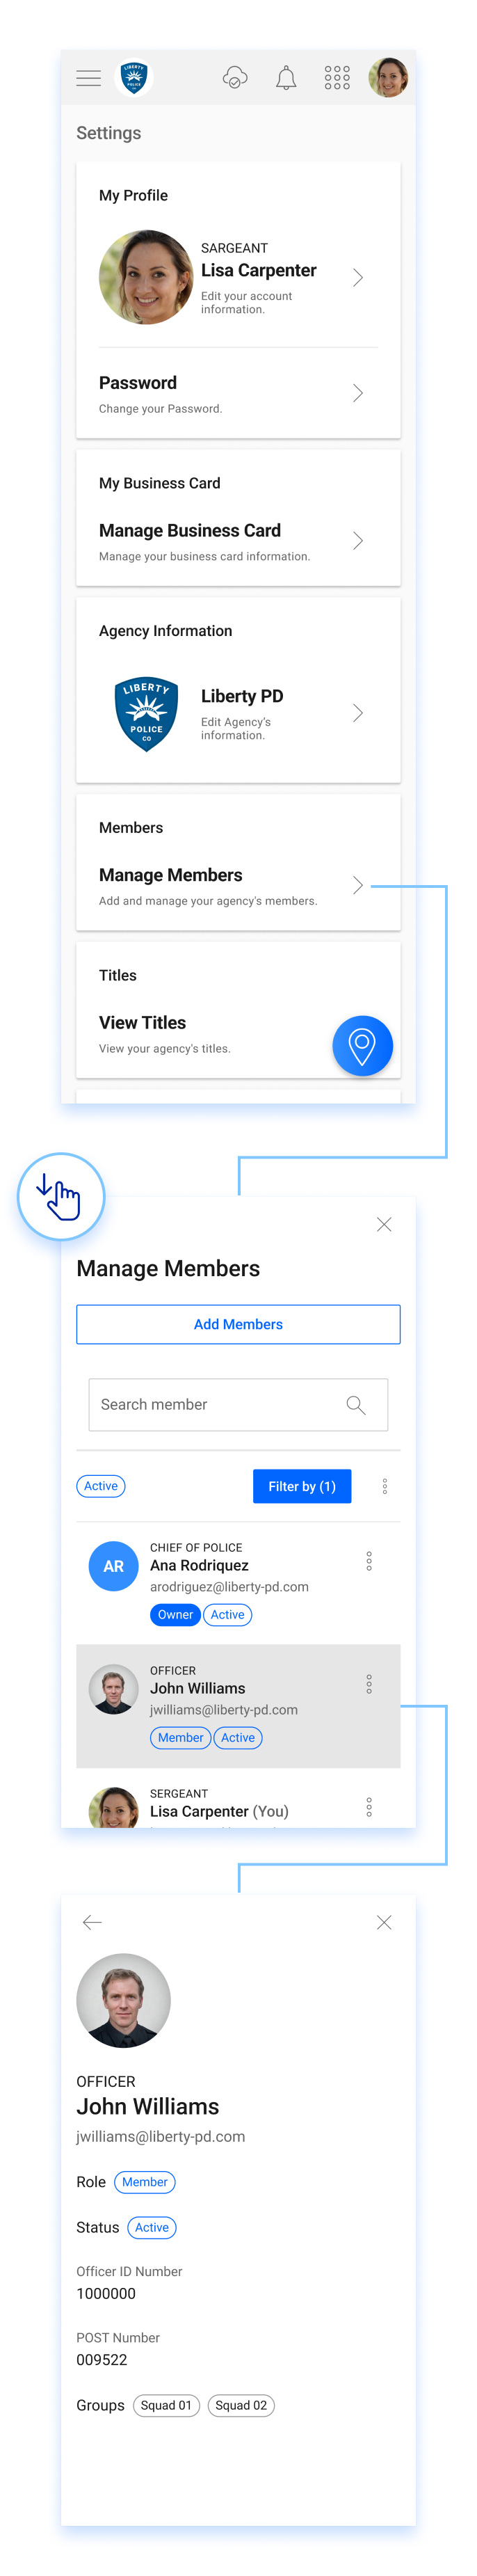 LIBERTY
POLICE
CO
Settings
My Profile
SARGEANT
Lisa Carpenter
Edit your account
information.
Password
Change your Password.
My Business Card
Manage Business Card
Manage your business card information.
Agency Information
LIBERTY
POLICE
CO
Liberty PD
Edit Agency's
information.
Members
Manage Members
Add and manage your agency's members.
Titles
View Titles
View your agency's titles.
Manage Members
Add Members
Search member
Active
Filter by (1)
AR
CHIEF OF POLICE
Ana Rodriquez
arodriguez@liberty-pd.com
Owner Active
OFFICER
John Williams
jwilliams@liberty-pd.com
Member Active
SERGEANT
Lisa Carpenter (You)
OFFICER
John Williams
jwilliams@liberty-pd.com
Role Member
Status Active
Officer ID Number
1000000
POST Number
009522
Groups Squad 01 Squad 02